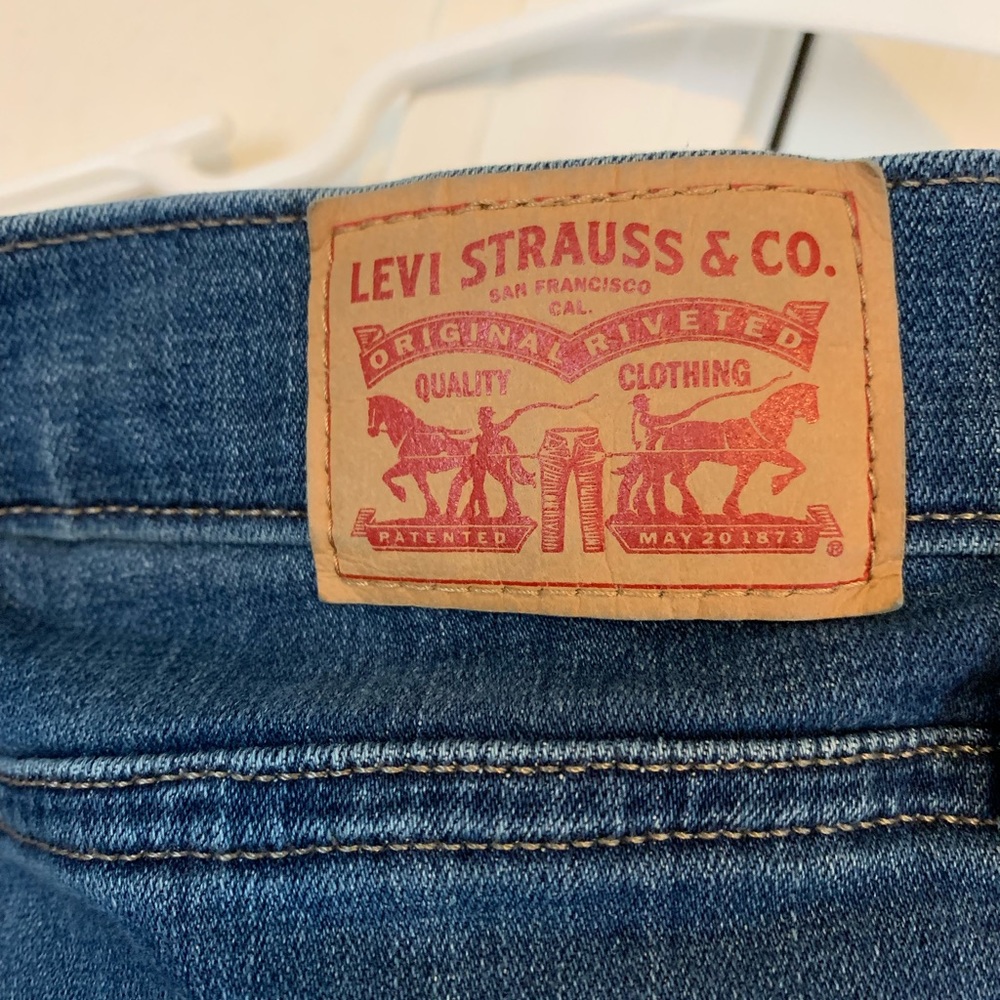 LEVI STRAUSS & CO.
SAN FRANCISCO
CAL.
ORIGINAL RIVETED
QUALITY CLOTHING
PATENTED MAY 20 1873 ®